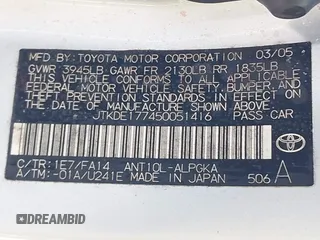 MFD. BY: TOYOTA MOTOR CORPORATION 03/05
GVWR 3945LB GAWR FR 2130LB RR 1835LB
THIS VEHICLE CONFORMS TO ALL APPLICABLE
FEDERAL MOTOR VEHICLE SAFETY,
BUMPER, AND THEFT PREVENTION
STANDARDS IN EFFECT ON THE DATE OF
MANUFACTURE SHOWN ABOVE.
JTKDE177450051416 PASS CAR
C/TR: 1E7/FA14 ANT10L-ALPGKA
A/TM: -01A/U241E MADE IN JAPAN 506 A
TOYOTA
DREAMBID.COM